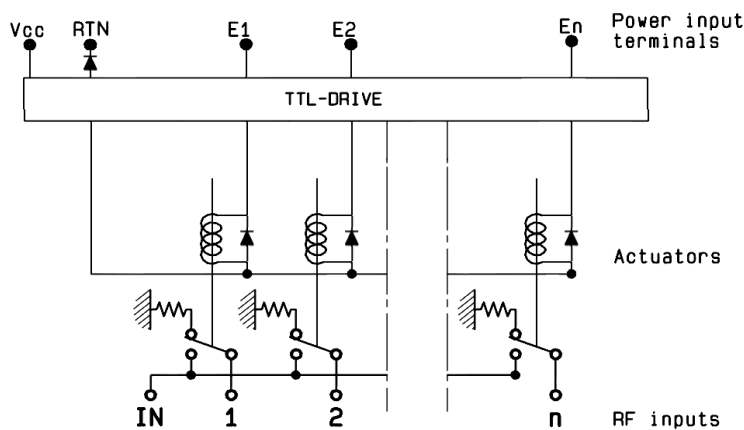 Vcc RTN E1 E2 En Power input
terminals
TTL-DRIVE
Actuators
IN 1 2 n RF inputs